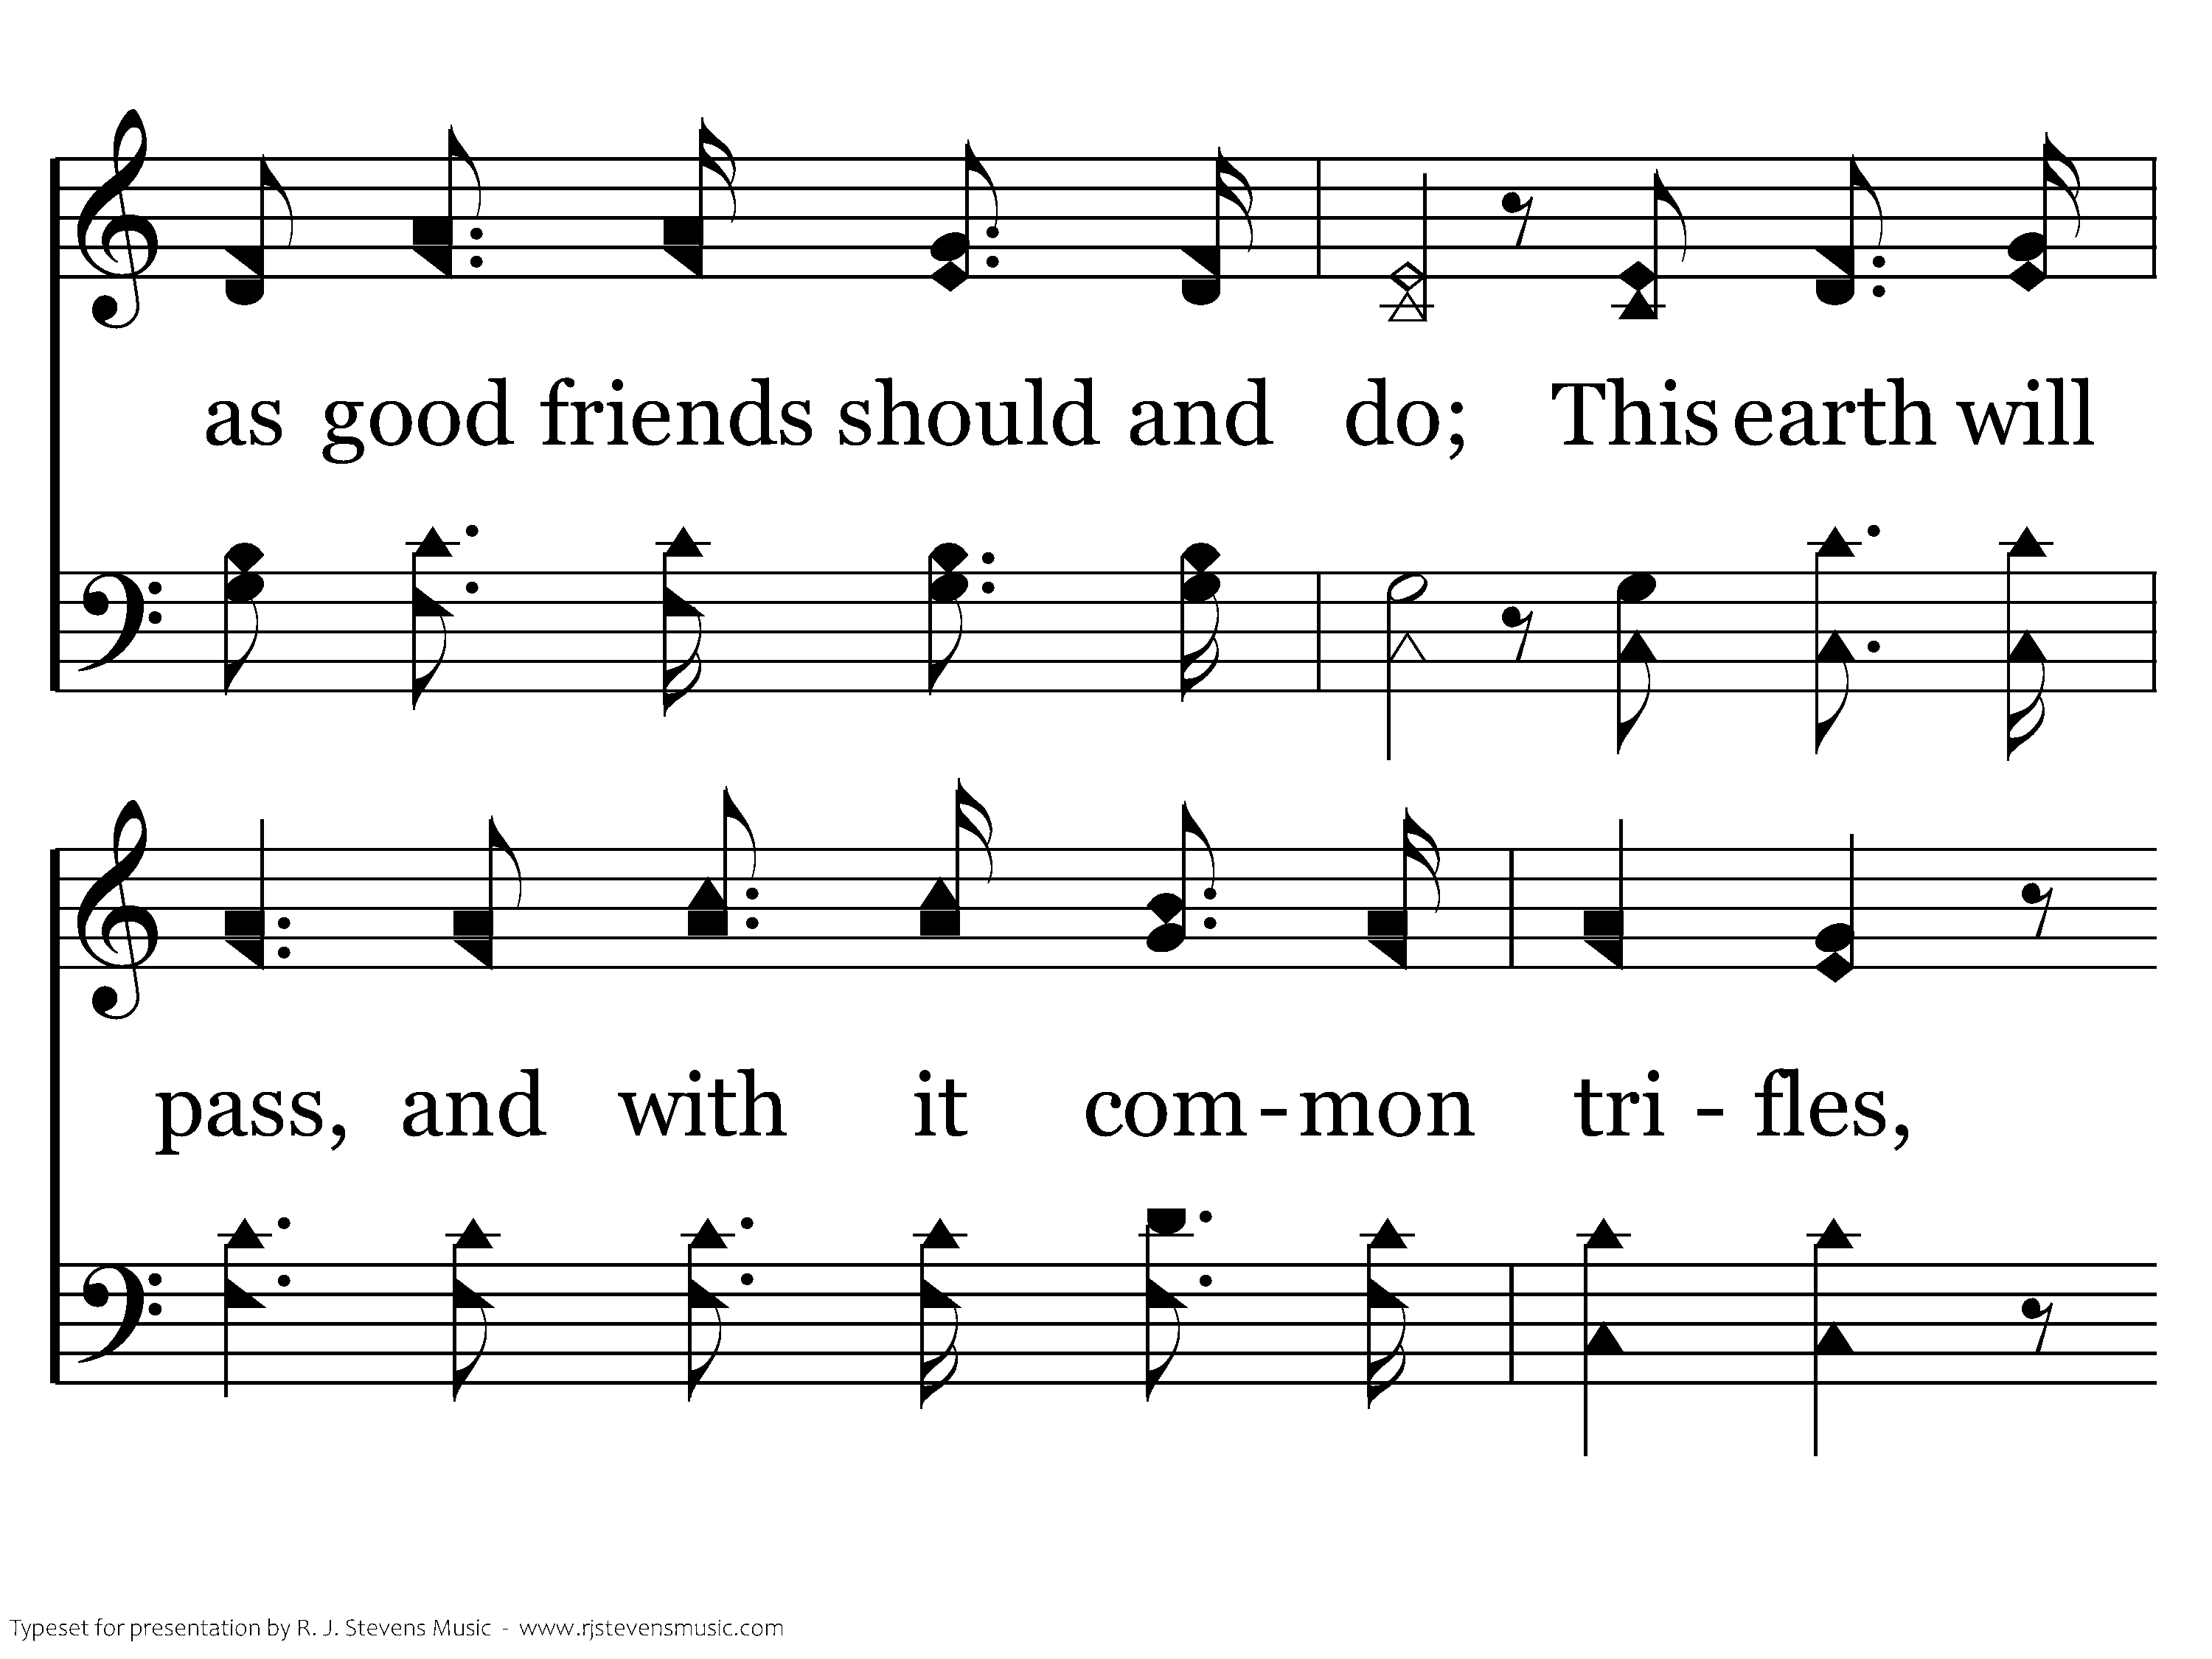 as good friends should and do; This earth will
pass, and with it com-mon tri - fles,
Typeset for presentation by R. J. Stevens Music - www.rjstevensmusic.com